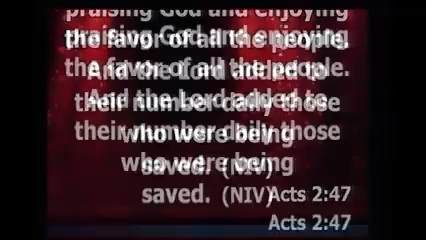 praising God and enjoying
the favor of all the people.
And the Lord added to
their number daily those
who were being
saved. (NIV)
Acts 2:47
Acts 2:47